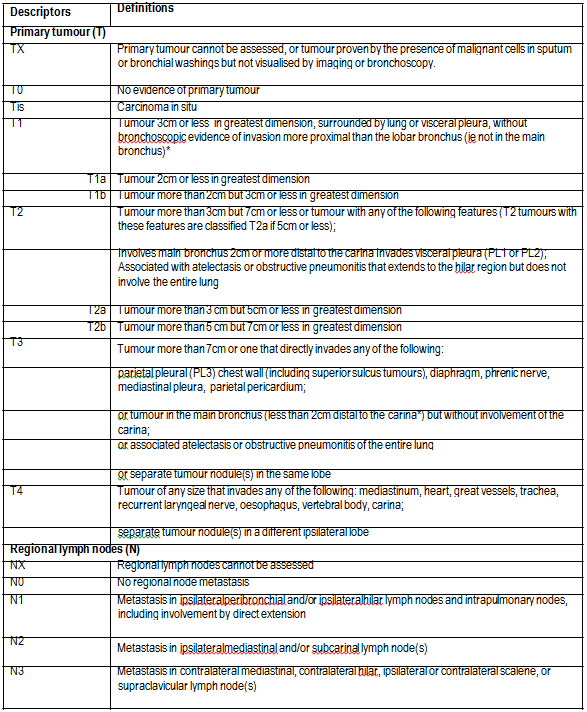 Descriptors Definitions
Primary tumour (T)
TX Primary tumour cannot be assessed, or tumour proven by the presence of malignant cells in sputum
or bronchial washings but not visualised by imaging or bronchoscopy.
T0 No evidence of primary tumour
Tis Carcinoma in situ
T1 Tumour 3cm or less in greatest dimension, surrounded by lung or visceral pleura, without
bronchoscopic evidence of invasion more proximal than the lobar bronchus (ie not in the main
bronchus)*
T1a Tumour 2cm or less in greatest dimension
T1b Tumour more than 2cm but 3cm or less in greatest dimension
T2 Tumour more than 3cm but 7cm or less or tumour with any of the following features (T2 tumours with
these features are classified T2a if 5cm or less);
Involves main bronchus 2cm or more distal to the carina Invades visceral pleura (PL1 or PL2);
Associated with atelectasis or obstructive pneumonitis that extends to the hilar region but does not
involve the entire lung
T2a Tumour more than 3 cm but 5cm or less in greatest dimension
T2b Tumour more than 5 cm but 7cm or less in greatest dimension
T3 Tumour more than 7cm or one that directly invades any of the following:
parietal pleural (PL3) chest wall (including superior sulcus tumours), diaphragm, phrenic nerve,
mediastinal pleura, parietal pericardium;
or tumour in the main bronchus (less than 2cm distal to the carina*) but without involvement of the
carina;
or associated atelectasis or obstructive pneumonitis of the entire lung
or separate tumour nodule(s) in the same lobe
T4 Tumour of any size that invades any of the following: mediastinum, heart, great vessels, trachea,
recurrent laryngeal nerve, oesophagus, vertebral body, carina;
separate tumour nodule(s) in a different ipsilateral lobe
Regional lymph nodes (N)
NX Regional lymph nodes cannot be assessed
N0 No regional node metastasis
N1 Metastasis in ipsilateralperibronchial and/or ipsilateralhilar lymph nodes and intrapulmonary nodes,
including involvement by direct extension
N2 Metastasis in ipsilateralmediastinal and/or subcarinal lymph node(s)
N3 Metastasis in contralateral mediastinal, contralateral hilar, ipsilateral or contralateral scalene, or
supraclavicular lymph node(s)